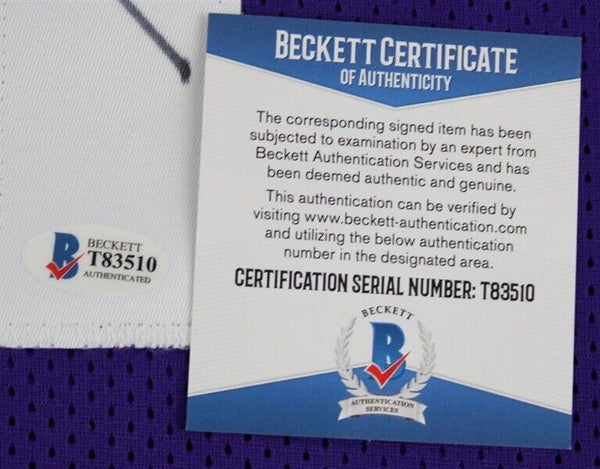 BECKETT CERTIFICATE
OF AUTHENTICITY
The corresponding signed item has been
subjected to examination by an expert from
Beckett Authentication Services and has
been deemed authentic and genuine.
This authentication can be verified by
visiting www.beckett-authentication.com
and utilizing the below authentication
number in the designated area.
CERTIFICATION SERIAL NUMBER: T83510
BECKETT
B
AUTHENTICATION
SERVICES
B
BECKETT
T83510
AUTHENTICATED